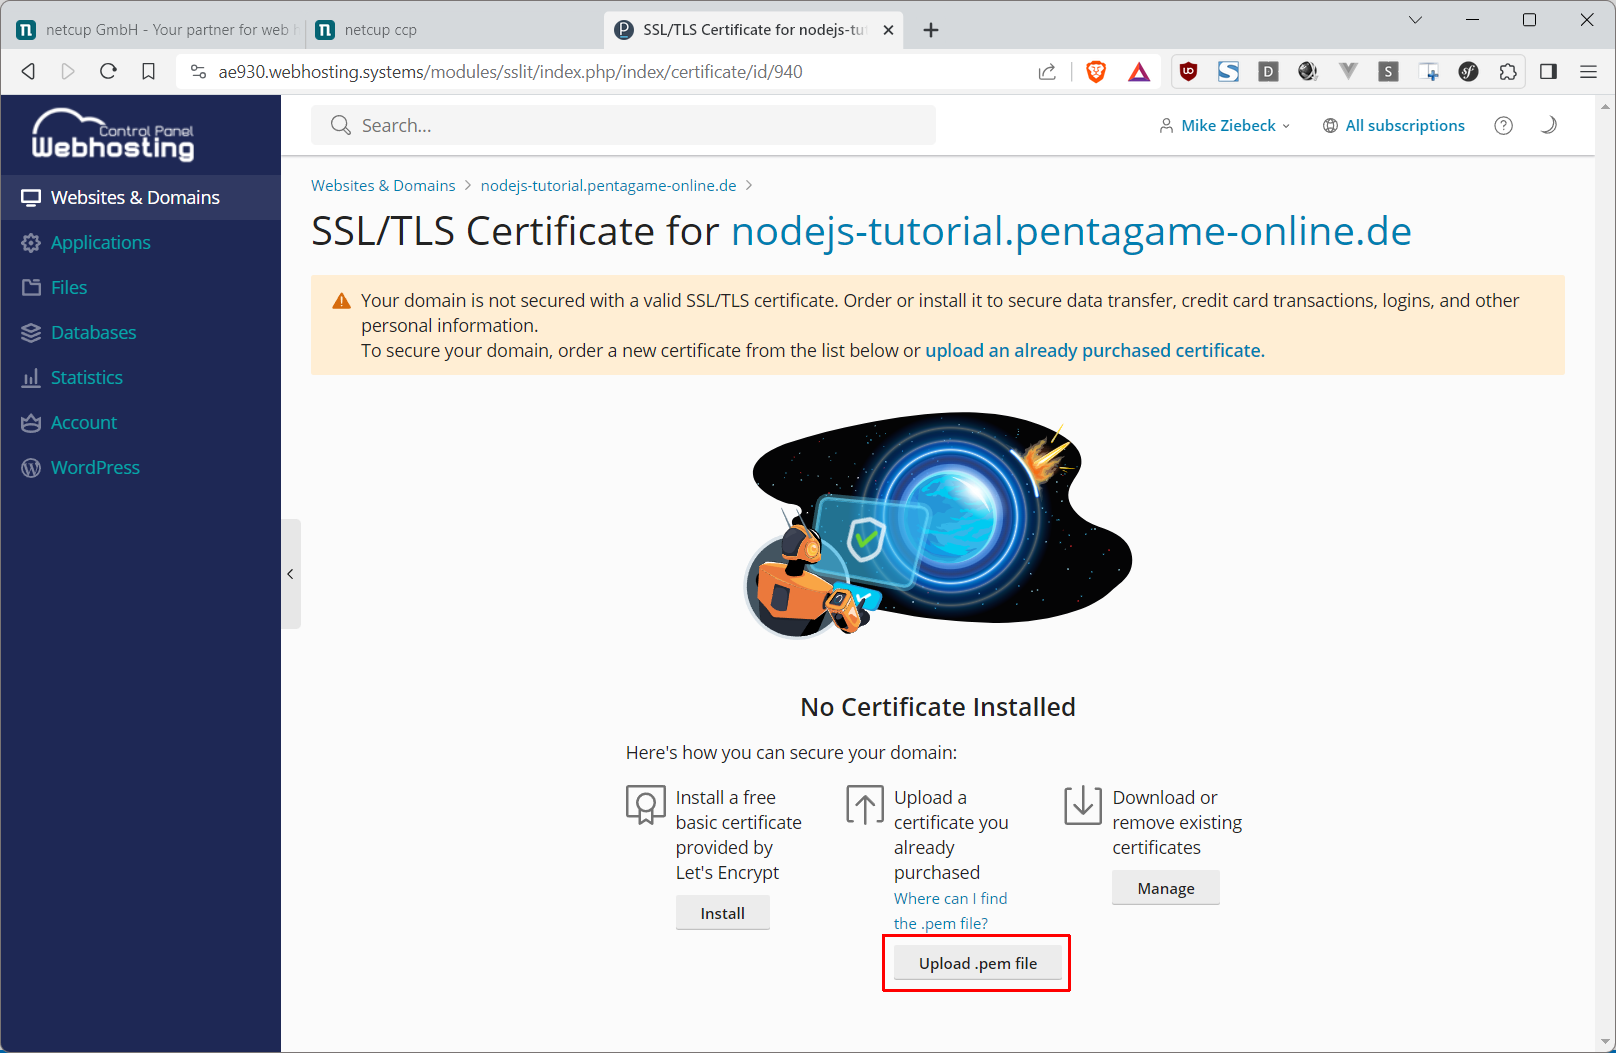 netcup GmbH - Your partner for web h
netcup ccp
SSL/TLS Certificate for nodejs-tut
ae930.webhosting.systems/modules/sslit/index.php/index/certificate/id/940
Control Panel
Webhosting
Search...
Mike Ziebeck
All subscriptions
Websites & Domains
Applications
Files
Databases
Statistics
Account
WordPress
Websites & Domains > nodejs-tutorial.pentagame-online.de >
SSL/TLS Certificate for nodejs-tutorial.pentagame-online.de
Your domain is not secured with a valid SSL/TLS certificate. Order or install it to secure data transfer, credit card transactions, logins, and other
personal information.
To secure your domain, order a new certificate from the list below or upload an already purchased certificate.
No Certificate Installed
Here's how you can secure your domain:
Install a free
basic certificate
provided by
Let's Encrypt
Install
Upload a
certificate you
already
purchased
Where can I find
the .pem file?
Upload .pem file
Download or
remove existing
certificates
Manage